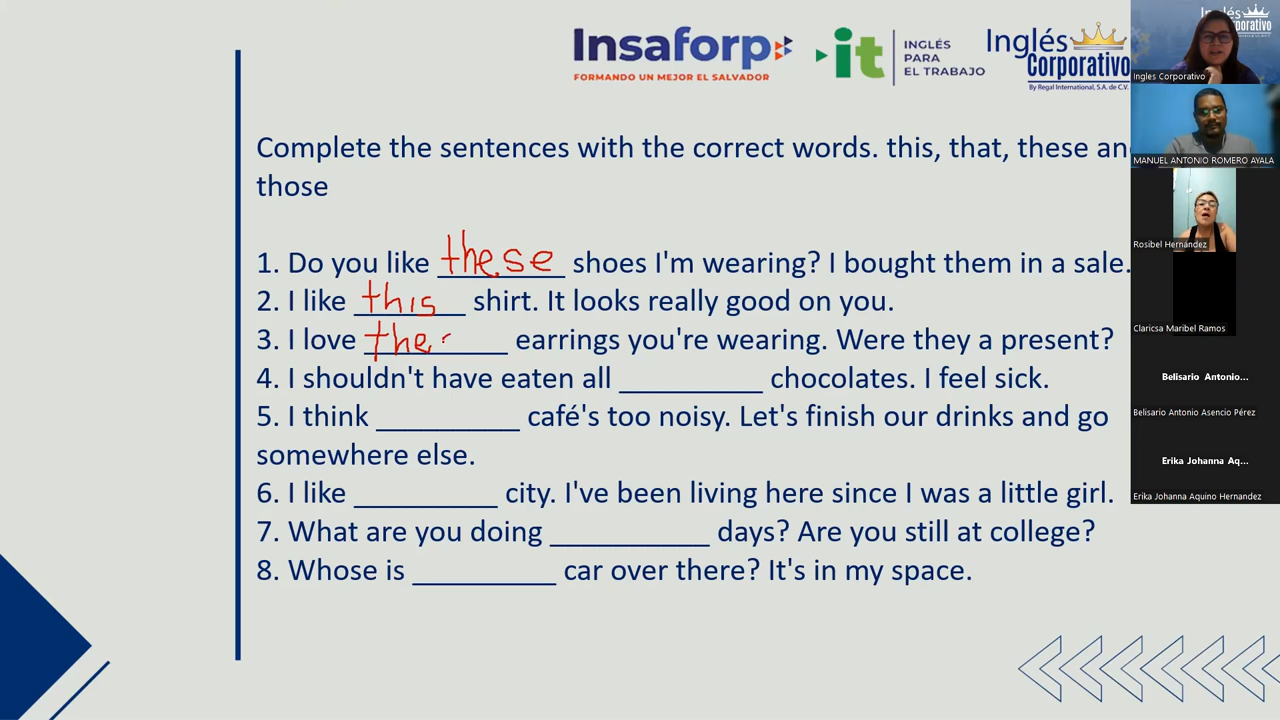 Insaforp
FORMANDO UN MEJOR EL SALVADOR
it
INGLÉS
PARA
EL TRABAJO
Inglés
Corporativo
By Regal International, S.A. de C.V.
Complete the sentences with the correct words. this, that, these an
those
1. Do you like these shoes I'm wearing? I bought them in a sale.
2. I like this shirt. It looks really good on you.
3. I love the earrings you're wearing. Were they a present?
4. I shouldn't have eaten all _________ chocolates. I feel sick.
5. I think _________ café's too noisy. Let's finish our drinks and go
somewhere else.
6. I like _________ city. I've been living here since I was a little girl.
7. What are you doing __________ days? Are you still at college?
8. Whose is _________ car over there? It's in my space.
Inglés
orporativo
Ingles Corporativo
MANUEL ANTONIO ROMERO AYALA
Rosibel Hernández
Claricsa Maribel Ramos
Belisario Antonio...
Belisario Antonio Asencio Pérez
Erika Johanna Aq...
Erika Johanna Aquino Hernandez